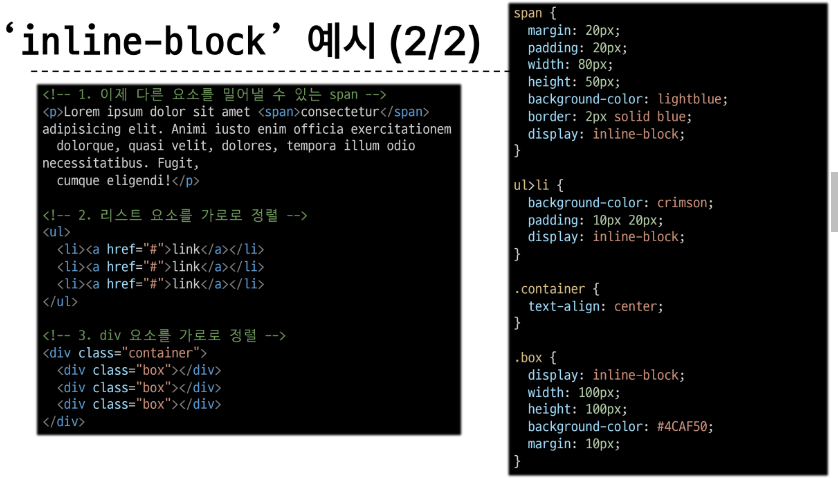 ‘inline-block’ 예시 (2/2)
<!-- 1. 이제 다른 요소를 밀어낼 수 있는 span -->
<p>Lorem ipsum dolor sit amet <span>consectetur</span>
adipisicing elit. Animi iusto enim officia exercitationem
  dolorque, quasi velit, dolores, tempora illum odio
necessitatibus. Fugit,
  cumque eligendi!</p>

<!-- 2. 리스트 요소를 가로로 정렬 -->
<ul>
  <li><a href="#">link</a></li>
  <li><a href="#">link</a></li>
  <li><a href="#">link</a></li>
</ul>

<!-- 3. div 요소를 가로로 정렬 -->
<div class="container">
  <div class="box"></div>
  <div class="box"></div>
  <div class="box"></div>
</div>

span {
  margin: 20px;
  padding: 20px;
  width: 80px;
  height: 50px;
  background-color: lightblue;
  border: 2px solid blue;
  display: inline-block;
}

ul>li {
  background-color: crimson;
  padding: 10px 20px;
  display: inline-block;
}

.container {
  text-align: center;
}

.box {
  display: inline-block;
  width: 100px;
  height: 100px;
  background-color: #4CAF50;
  margin: 10px;
}